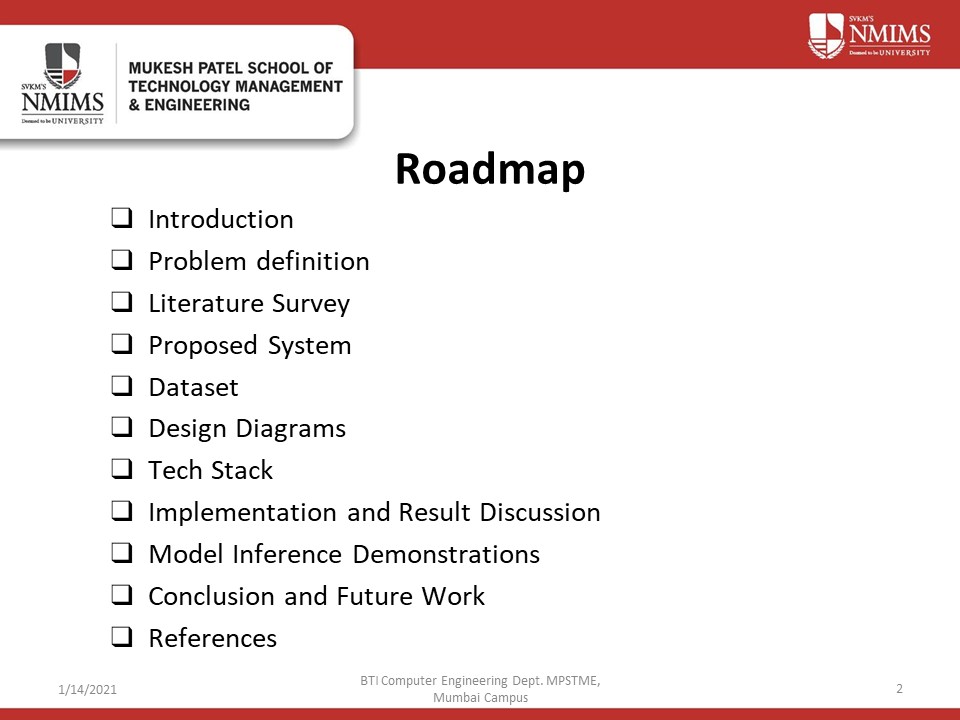 SVKM'S
NMIMS
Deemed to be UNIVERSITY
SVKM'S
NMIMS
Deemed to be UNIVERSITY
MUKESH PATEL SCHOOL OF
TECHNOLOGY MANAGEMENT
& ENGINEERING
Roadmap
❑ Introduction
❑ Problem definition
❑ Literature Survey
❑ Proposed System
❑ Dataset
❑ Design Diagrams
❑ Tech Stack
❑ Implementation and Result Discussion
❑ Model Inference Demonstrations
❑ Conclusion and Future Work
❑ References
1/14/2021
BTI Computer Engineering Dept. MPSTME,
Mumbai Campus
2